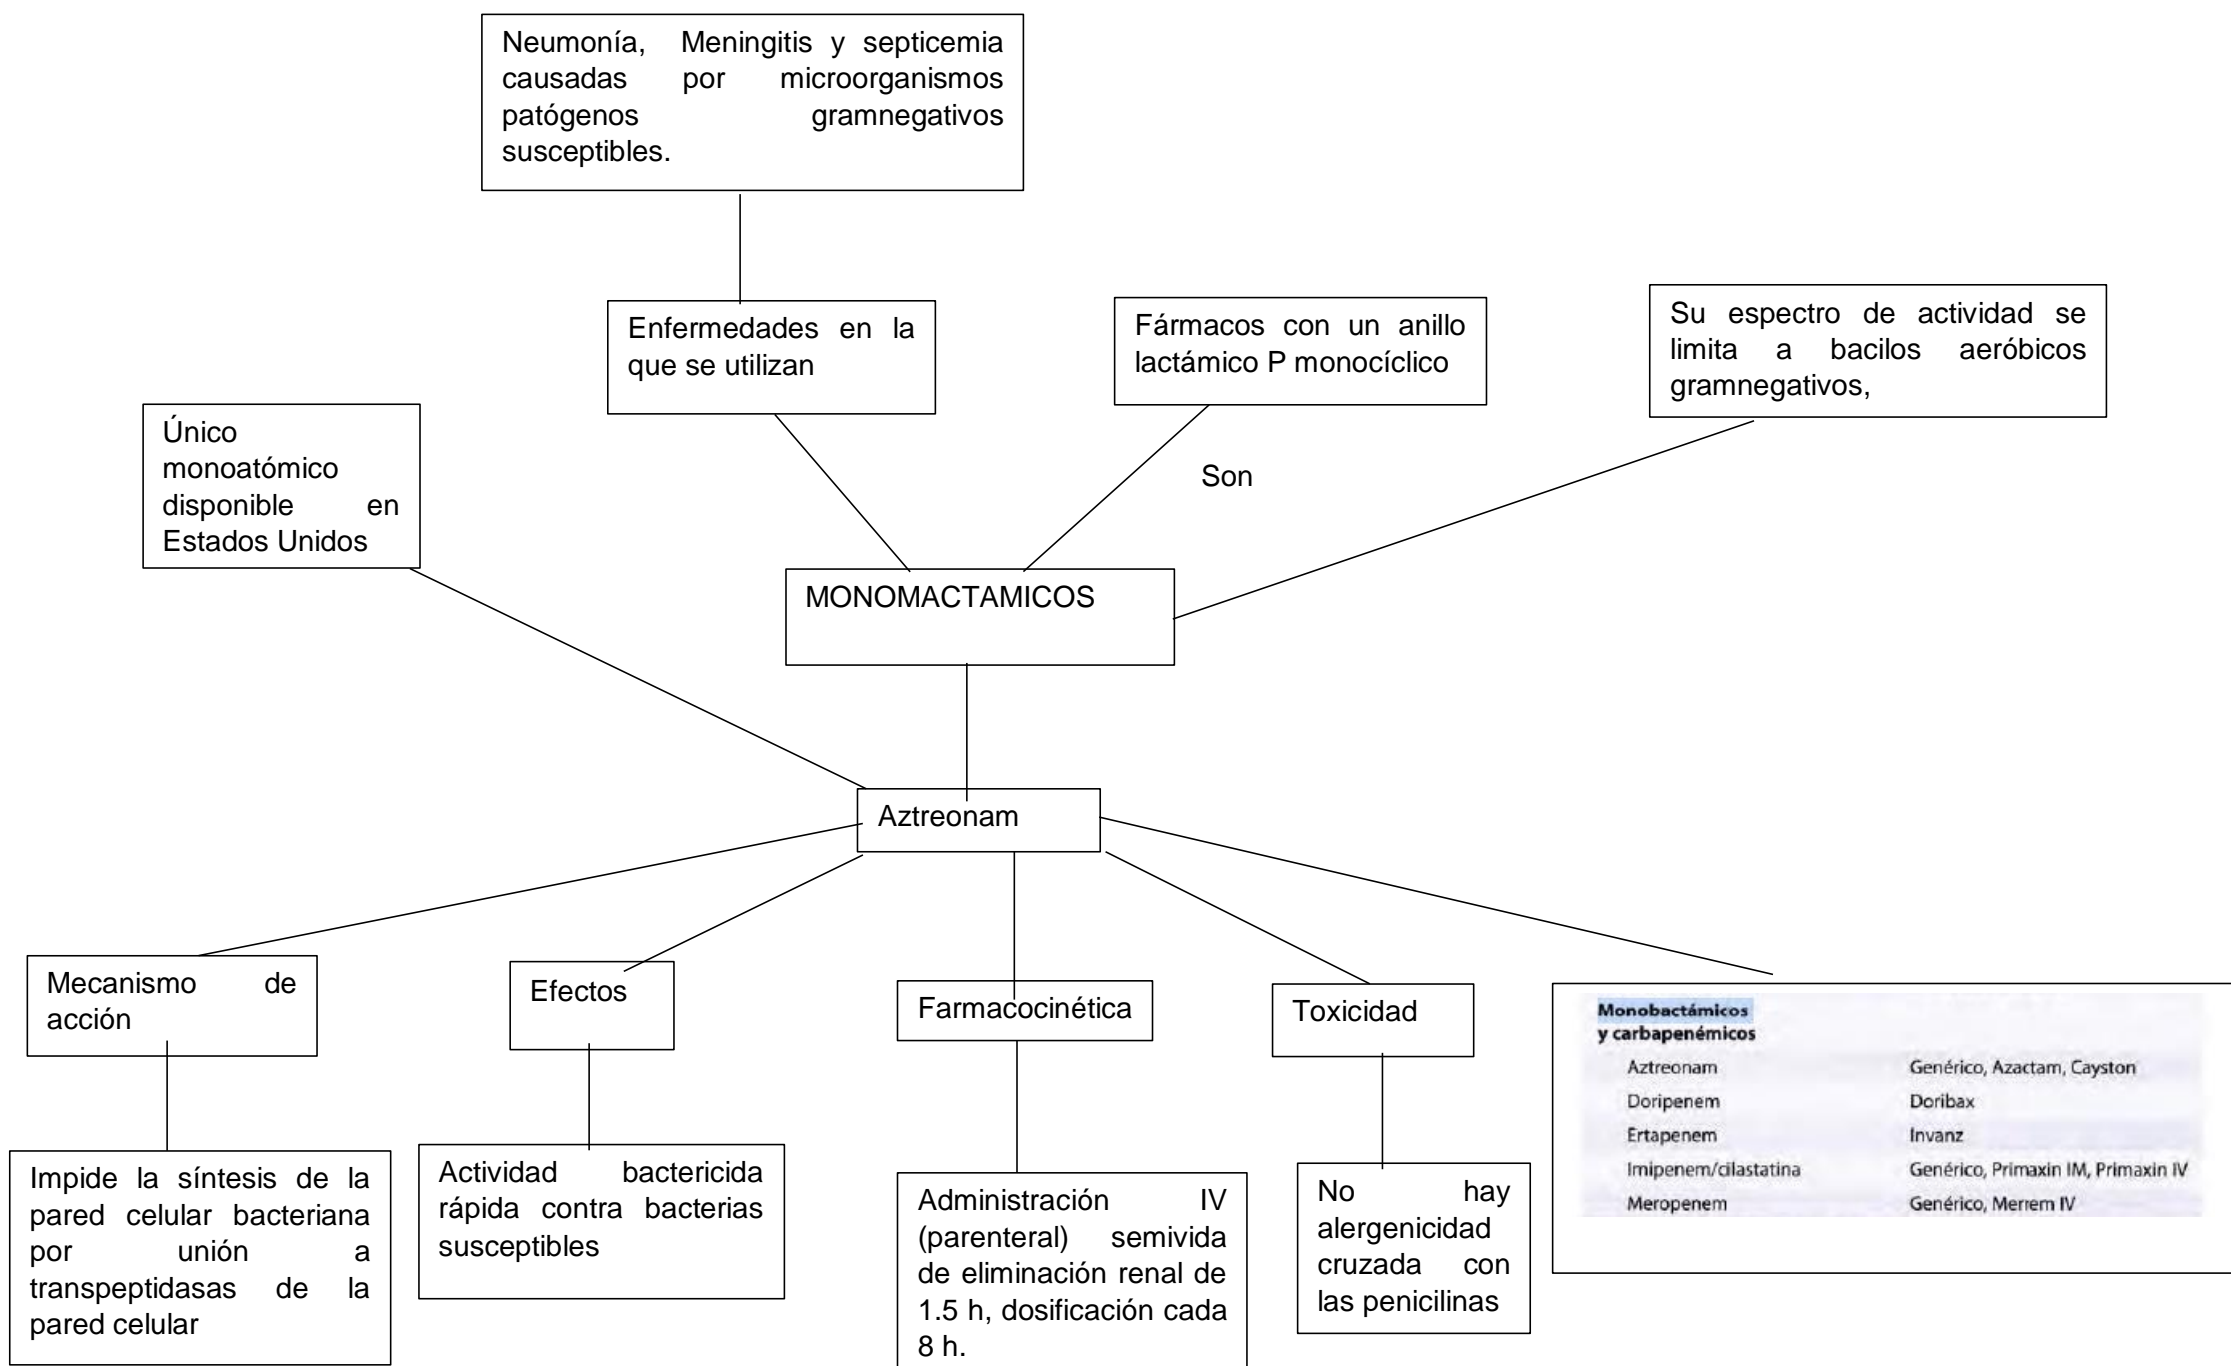 Neumonía, Meningitis y septicemia
causadas por microorganismos
patógenos gramnegativos
susceptibles.
Enfermedades en la
que se utilizan
Fármacos con un anillo
lactámico P monocíclico
Su espectro de actividad se
limita a bacilos aeróbicos
gramnegativos,
Único
monoatómico
disponible en
Estados Unidos
Son
MONOMACTAMICOS
Aztreonam
Mecanismo de
acción
Efectos
Farmacocinética
Toxicidad
Monobactámicos
y carbapenémicos
Aztreonam Genérico, Azactam, Cayston
Doripenem Doribax
Ertapenem Invanz
Imipenem/cilastatina Genérico, Primaxin IM, Primaxin IV
Meropenem Genérico, Merrem IV
Impide la síntesis de la
pared celular bacteriana
por unión a
transpeptidasas de la
pared celular
Actividad bactericida
rápida contra bacterias
susceptibles
Administración IV
(parenteral) semivida
de eliminación renal de
1.5 h, dosificación cada
8 h.
No hay
alergenicidad
cruzada con
las penicilinas